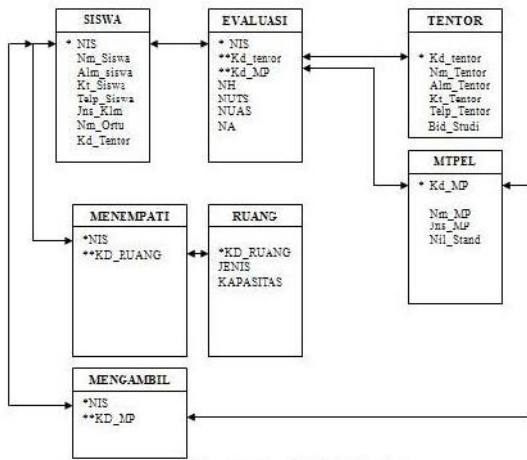 SISWA
* NIS
Nm_Siswa
Alm_siswa
Kt_Siswa
Telp_Siswa
Jns_Klm
Nm_Ortu
Kd_Tentor
EVALUASI
* NIS
**Kd_tentor
**Kd_MP
NH
NUTS
NUAS
NA
TENTOR
* Kd_tentor
Nm_Tentor
Alm_Tentor
Kt_Tentor
Telp_Tentor
Bid_Studi
MTPEL
* Kd_MP
Nm_MP
Jns_MP
Nil_Stand
MENEMPATI
*NIS
**KD_RUANG
RUANG
*KD_RUANG
JENIS
KAPASITAS
MENGAMBIL
*NIS
**KD_MP